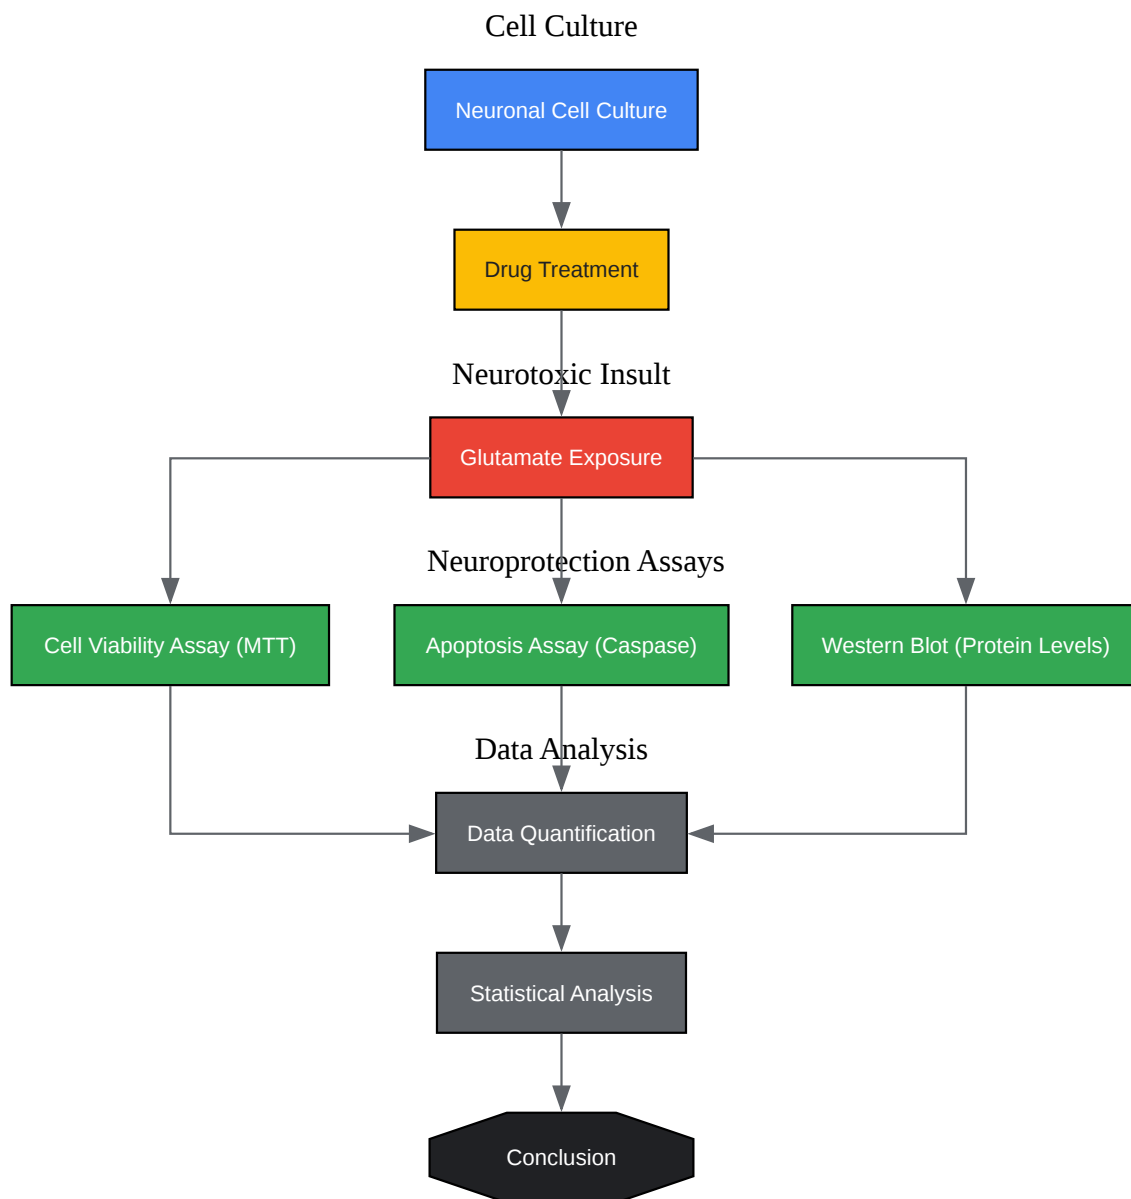 Cell Culture
Neuronal Cell Culture
Drug Treatment
Neurotoxic Insult
Glutamate Exposure
Neuroprotection Assays
Cell Viability Assay (MTT)
Apoptosis Assay (Caspase)
Western Blot (Protein Levels)
Data Analysis
Data Quantification
Statistical Analysis
Conclusion